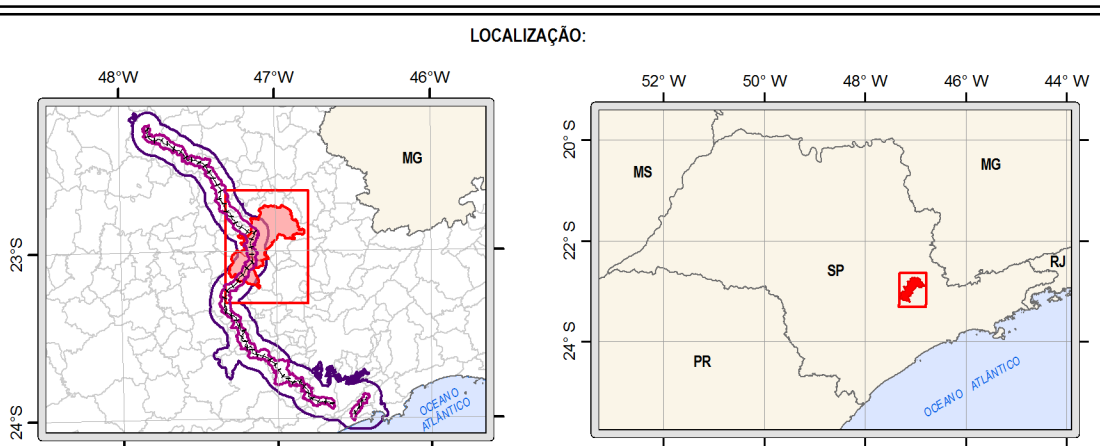 LOCALIZAÇÃO:
48°W 47°W 46°W
MG
23°S
24°S
OCEANO
ATLÂNTICO
52° W 50° W 48° W 46° W 44° W
20° S
MS
MG
22° S
SP
RJ
24° S
PR
OCEANO ATLÂNTICO